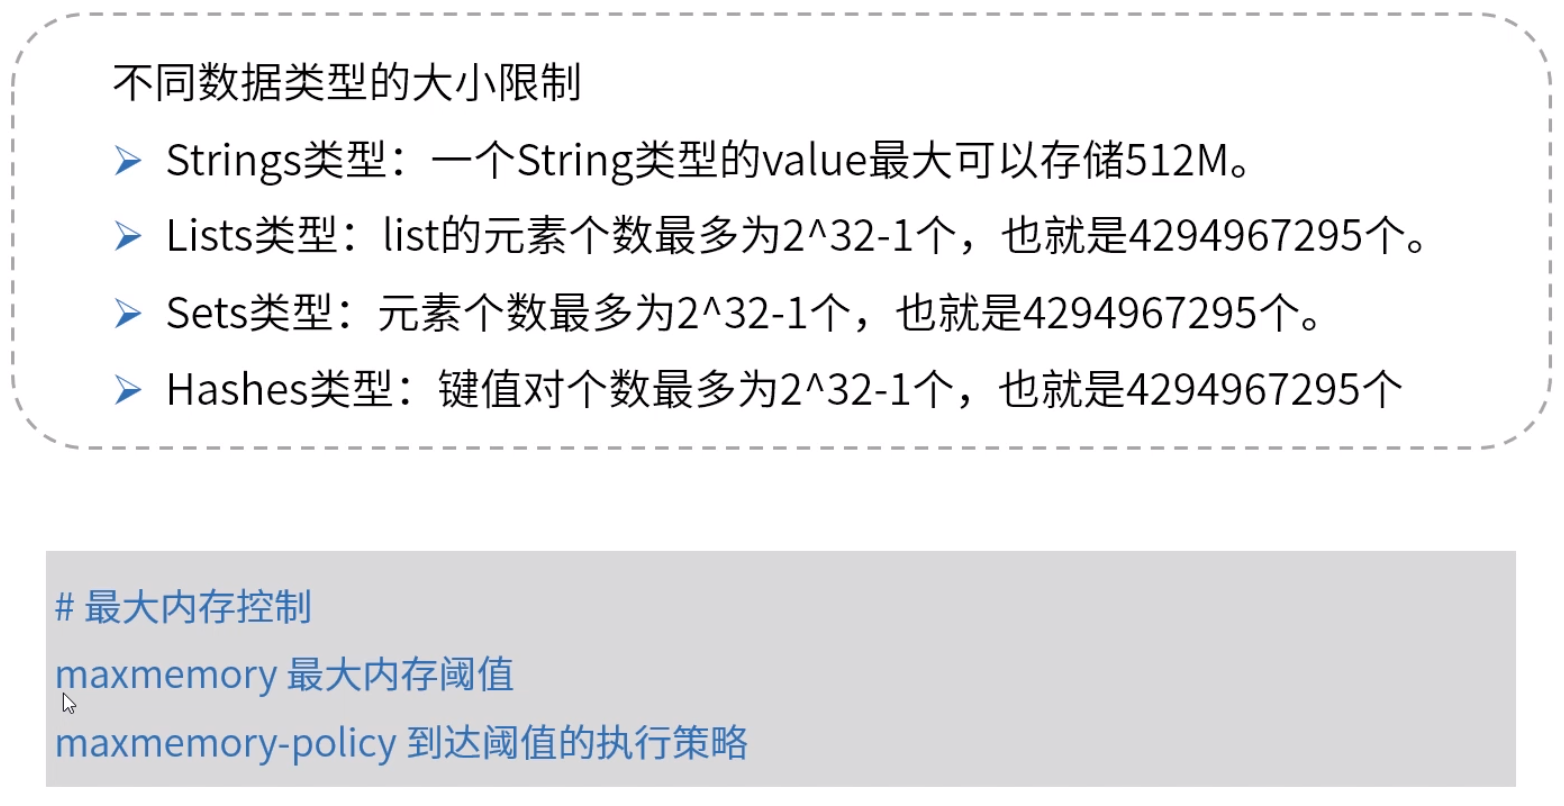 不同数据类型的大小限制
Strings类型：一个String类型的value最大可以存储512M。
Lists类型：list的元素个数最多为2^32-1个，也就是4294967295个。
Sets类型：元素个数最多为2^32-1个，也就是4294967295个。
Hashes类型：键值对个数最多为2^32-1个，也就是4294967295个
# 最大内存控制
maxmemory 最大内存阈值
maxmemory-policy 到达阈值的执行策略